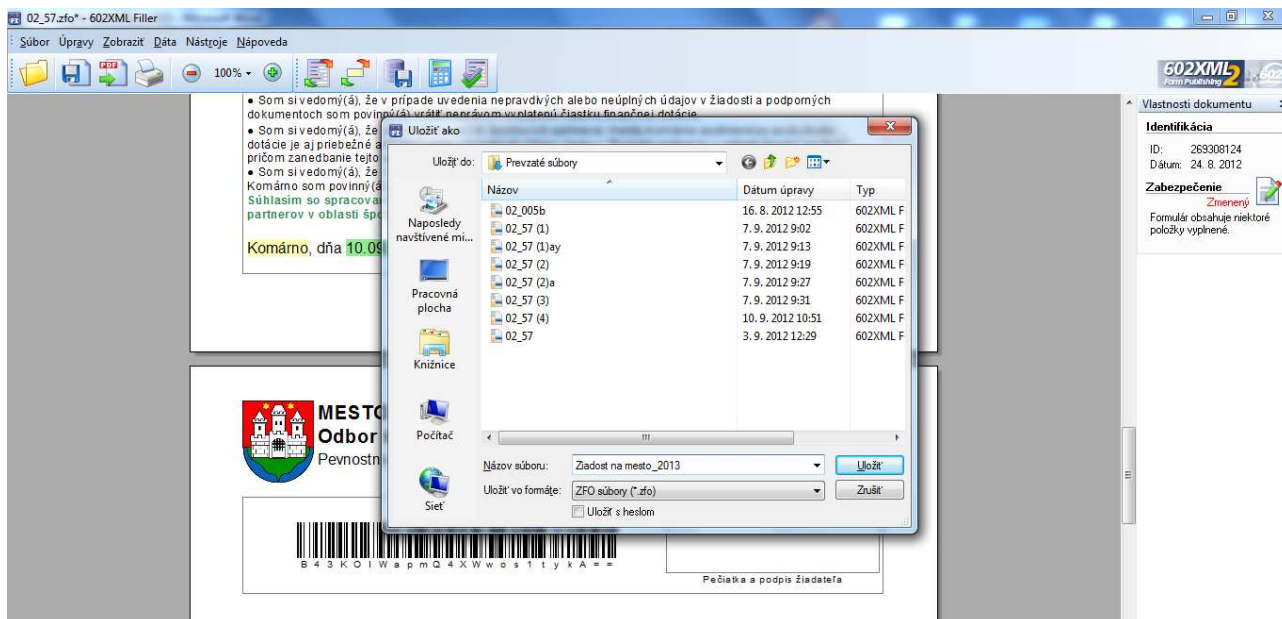 02_57.zfo* - 602XML Filler
Súbor Úpravy Zobraziť Dáta Nástroje Nápoveda
100%
602XML 2
Form Publishing
• Som si vedomý(á), že v prípade uvedenia nepravdivých alebo neúplných údajov v žiadosti a podporných
dokumentoch som povinný(á) vrátiť neprávom vyplatenú čiastku finančnej dotácie.
• Som si vedomý(á), že
dotácie je aj priebežné a
pričom zanedbanie tejto
• Som si vedomý(á), že
Komárno som povinný(á
Súhlasím so spracova
partnerov v oblasti špo
Komárno, dňa 10.09
MESTO
Odbor
Pevnostn
B43KOIWapmQ4XWwos1tykA==
Pečiatka a podpis žiadateľa
Uložiť ako
Uložiť do: Prevzaté súbory
Naposledy navštívené mi...
Pracovná plocha
Knižnice
Počítač
Sieť
Názov Dátum úpravy Typ
02_005b 16. 8. 2012 12:55 602XML F
02_57 (1) 7. 9. 2012 9:02 602XML F
02_57 (1)ay 7. 9. 2012 9:13 602XML F
02_57 (2) 7. 9. 2012 9:19 602XML F
02_57 (2)a 7. 9. 2012 9:27 602XML F
02_57 (3) 7. 9. 2012 9:31 602XML F
02_57 (4) 10. 9. 2012 10:51 602XML F
02_57 3. 9. 2012 12:29 602XML F
Názov súboru: Ziadost na mesto_2013 Uložiť
Uložiť vo formáte: ZFO súbory (*.zfo) Zrušiť
Uložiť s heslom
Vlastnosti dokumentu
Identifikácia
ID: 269308124
Dátum: 24. 8. 2012
Zabezpečenie
Zmenený
Formulár obsahuje niektoré
položky vyplnené.